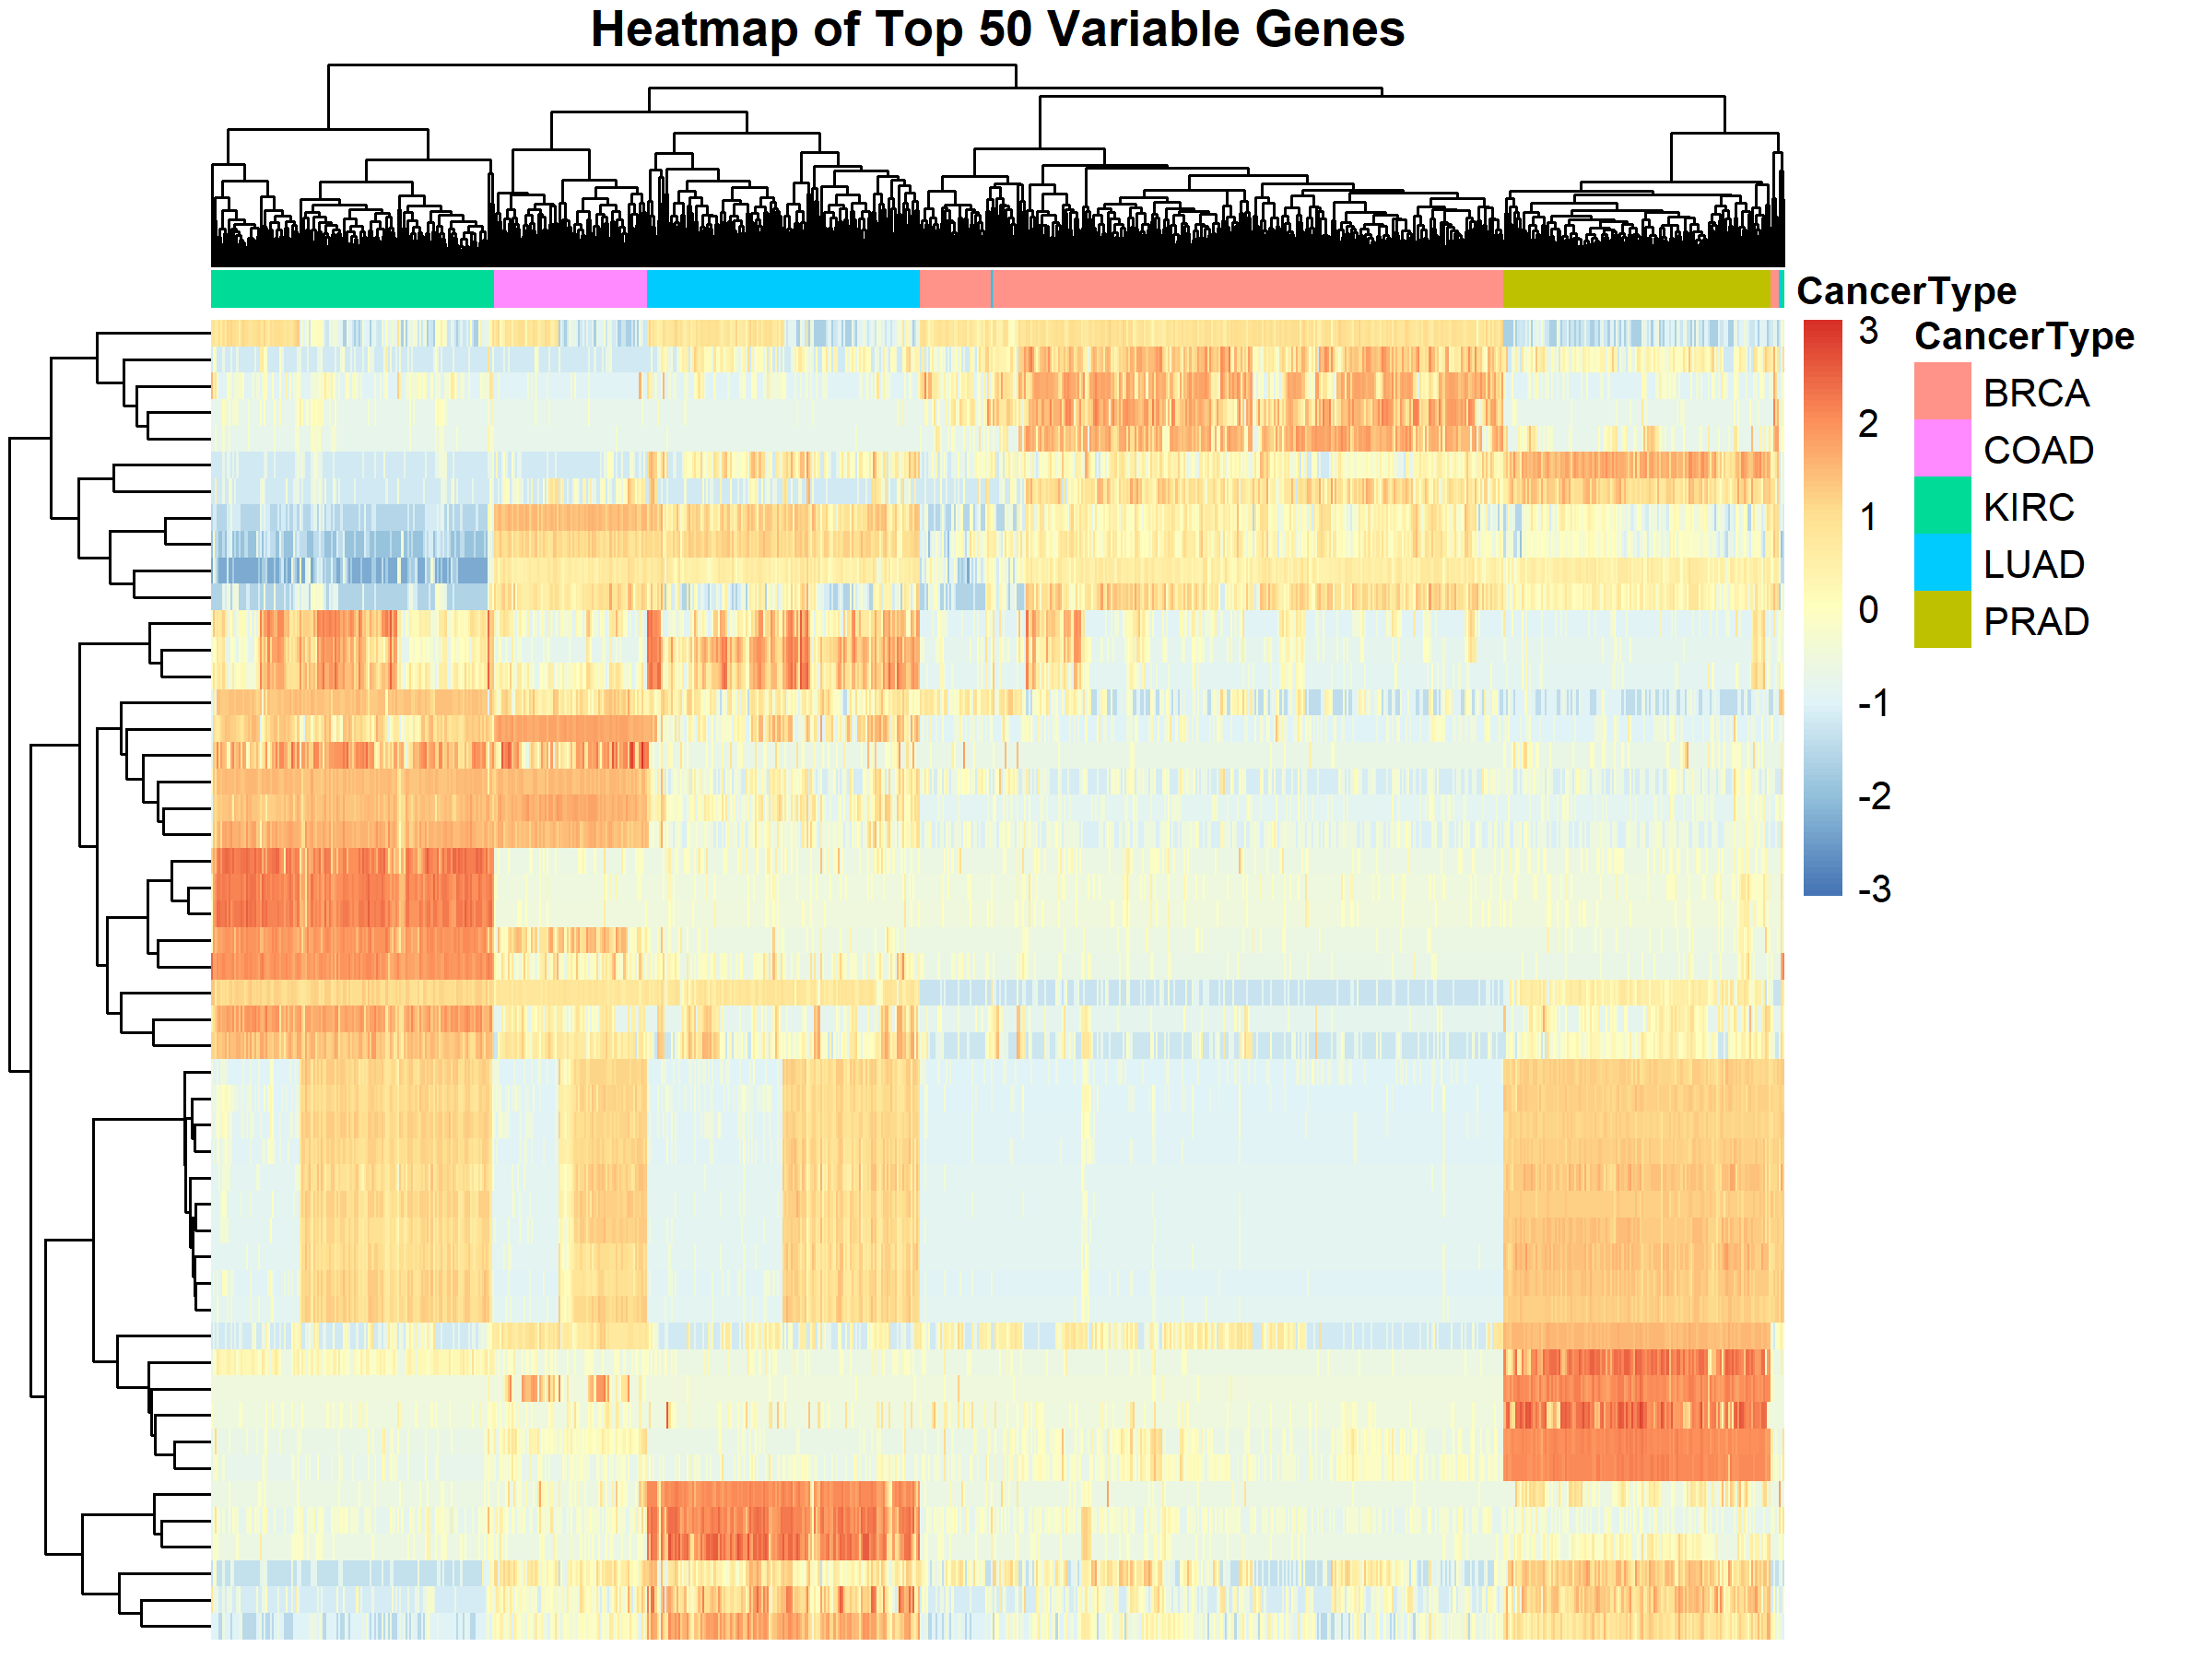 Heatmap of Top 50 Variable Genes
CancerType
3
2
1
0
-1
-2
-3
CancerType
BRCA
COAD
KIRC
LUAD
PRAD